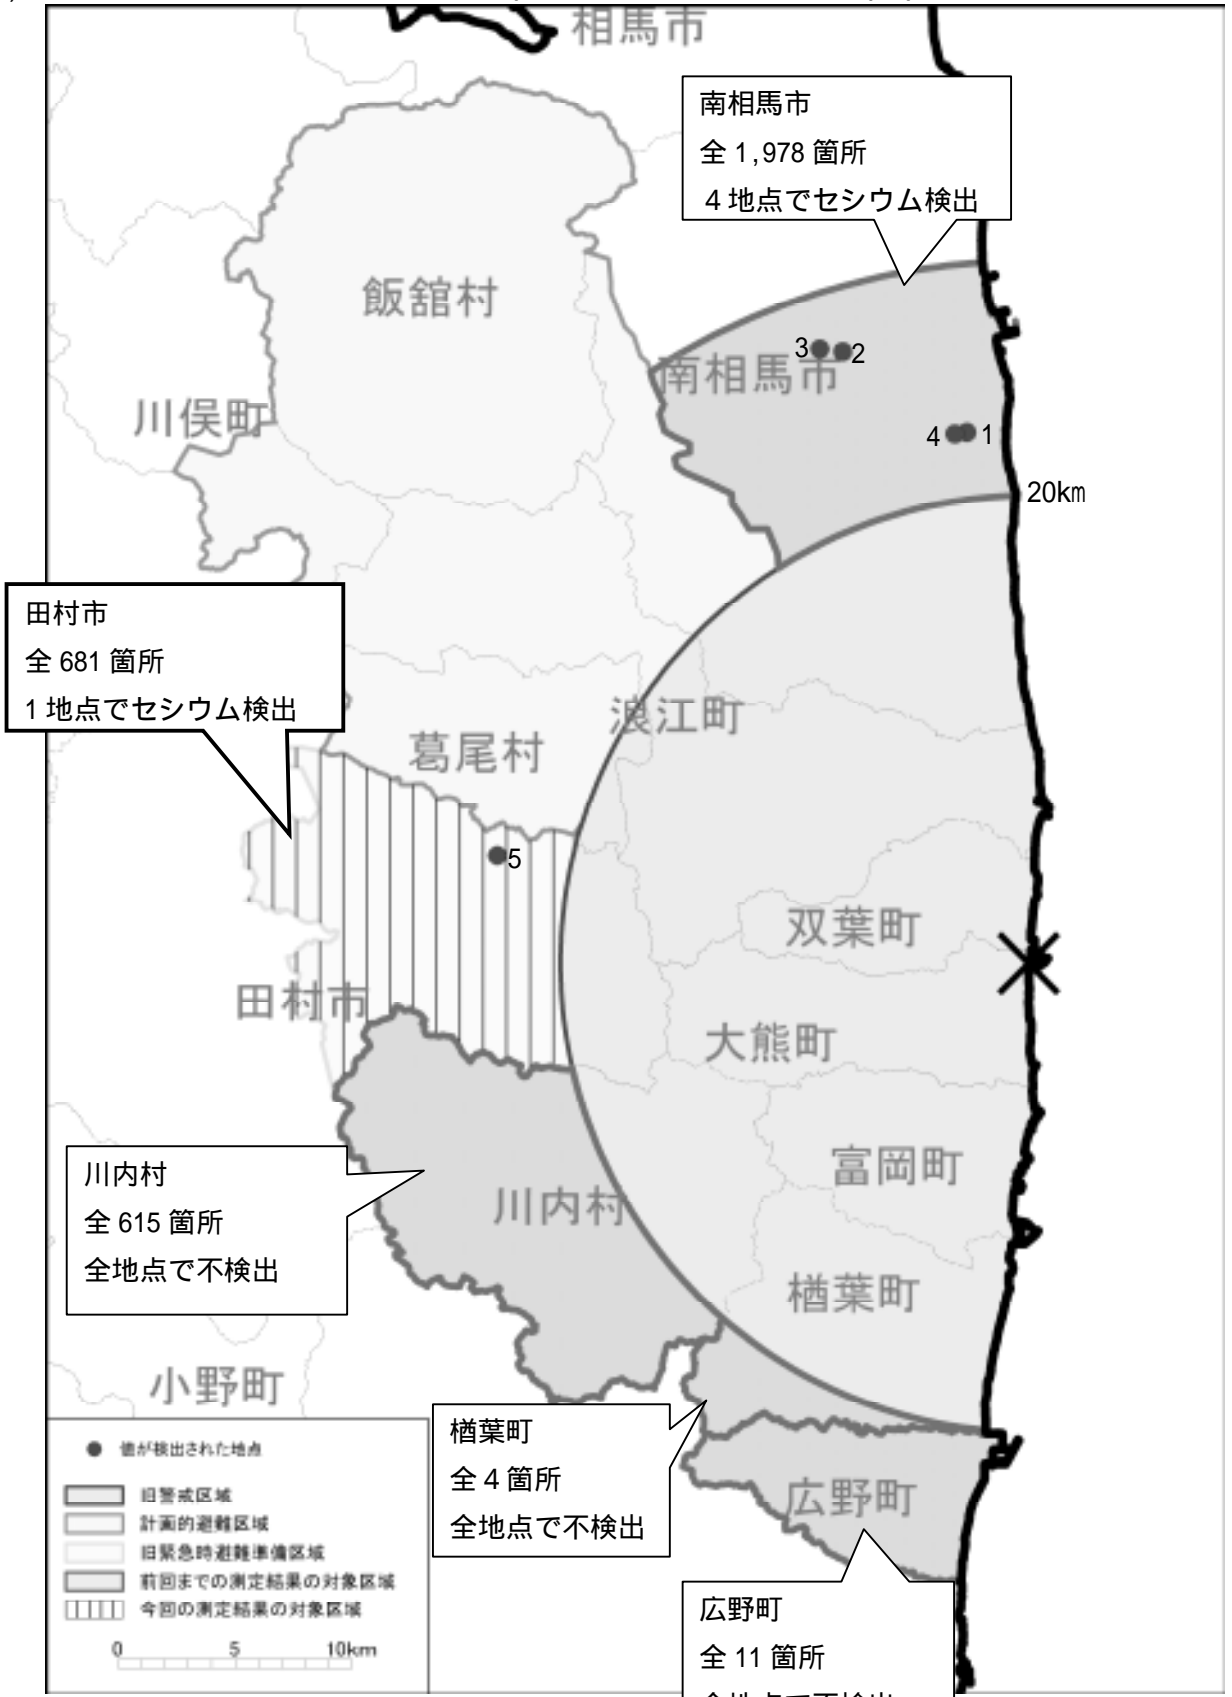 相馬市
南相馬市
全 1,978 箇所
4 地点でセシウム検出
飯舘村
3
2
南相馬市
川俣町
4
1
20km
田村市
全 681 箇所
1 地点でセシウム検出
浪江町
葛尾村
5
双葉町
田村市
大熊町
川内村
全 615 箇所
全地点で不検出
富岡町
川内村
楢葉町
小野町
楢葉町
全 4 箇所
全地点で不検出
広野町
値が検出された地点
旧警戒区域
計画的避難区域
旧緊急時避難準備区域
前回までの測定結果の対象区域
今回の測定結果の対象区域
0 5 10km
広野町
全 11 箇所